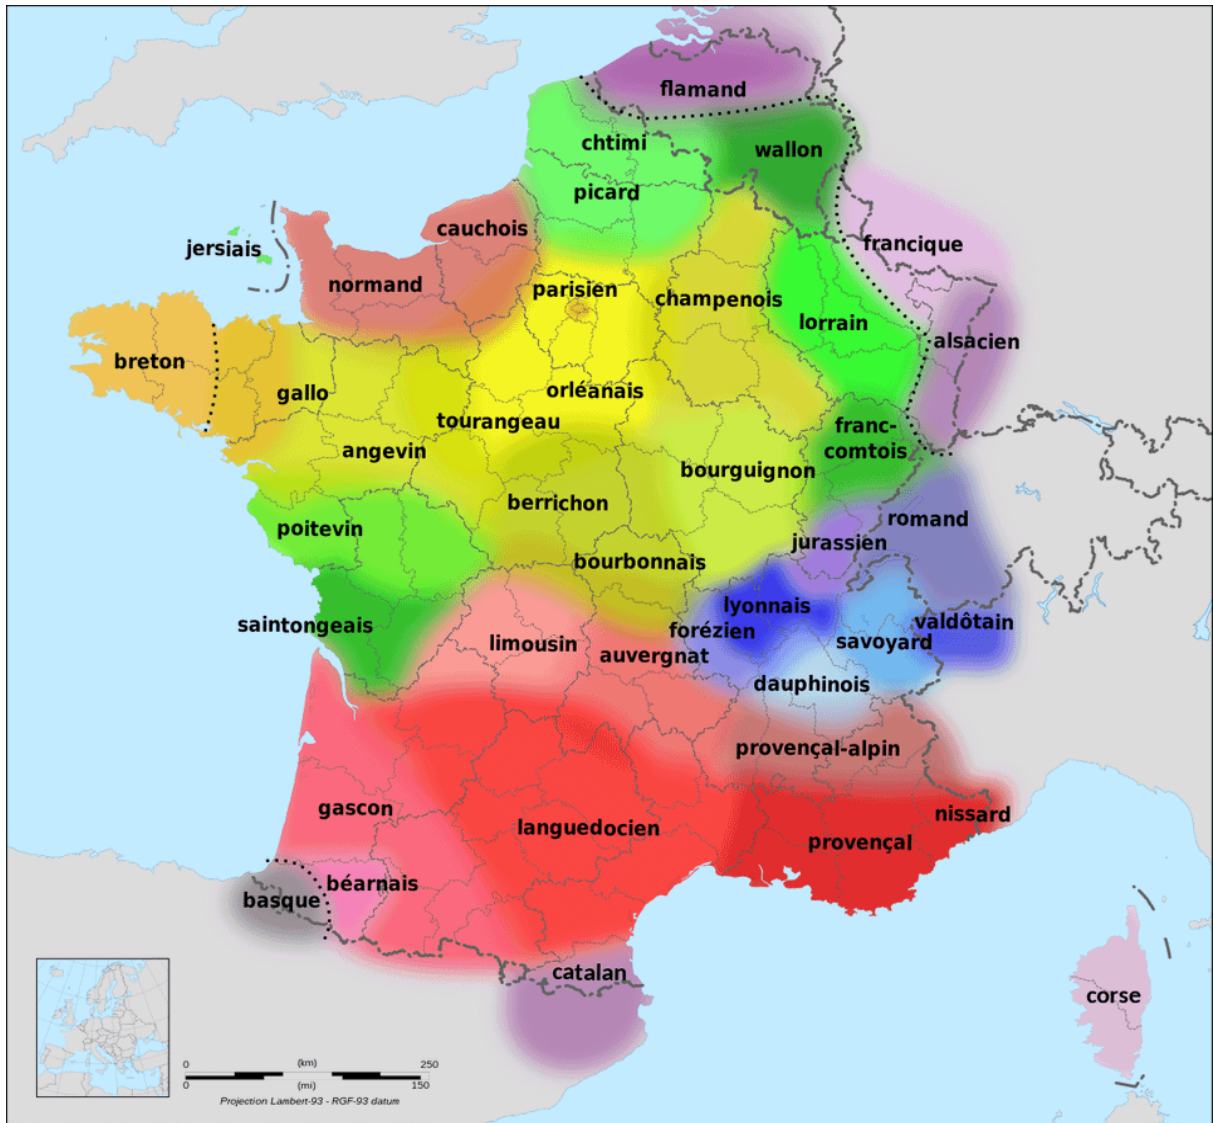 flamand
chtimi
wallon
picard
cauchois
francique
jersiais
normand
parisien
champenois
lorrain
alsacien
breton
gallo
orléanais
tourangeau
franc-
comtois
angevin
bourguignon
berrichon
romand
poitevin
jurassien
bourbonnais
lyonnais
valdôtain
saintongeais
forézien
savoyard
limousin
auvergnat
dauphinois
provençal-alpin
gascon
nissard
languedocien
provençal
béarnais
basque
catalan
corse
0 (km) 250
0 (mi) 150
Projection Lambert-93 - RGF-93 datum